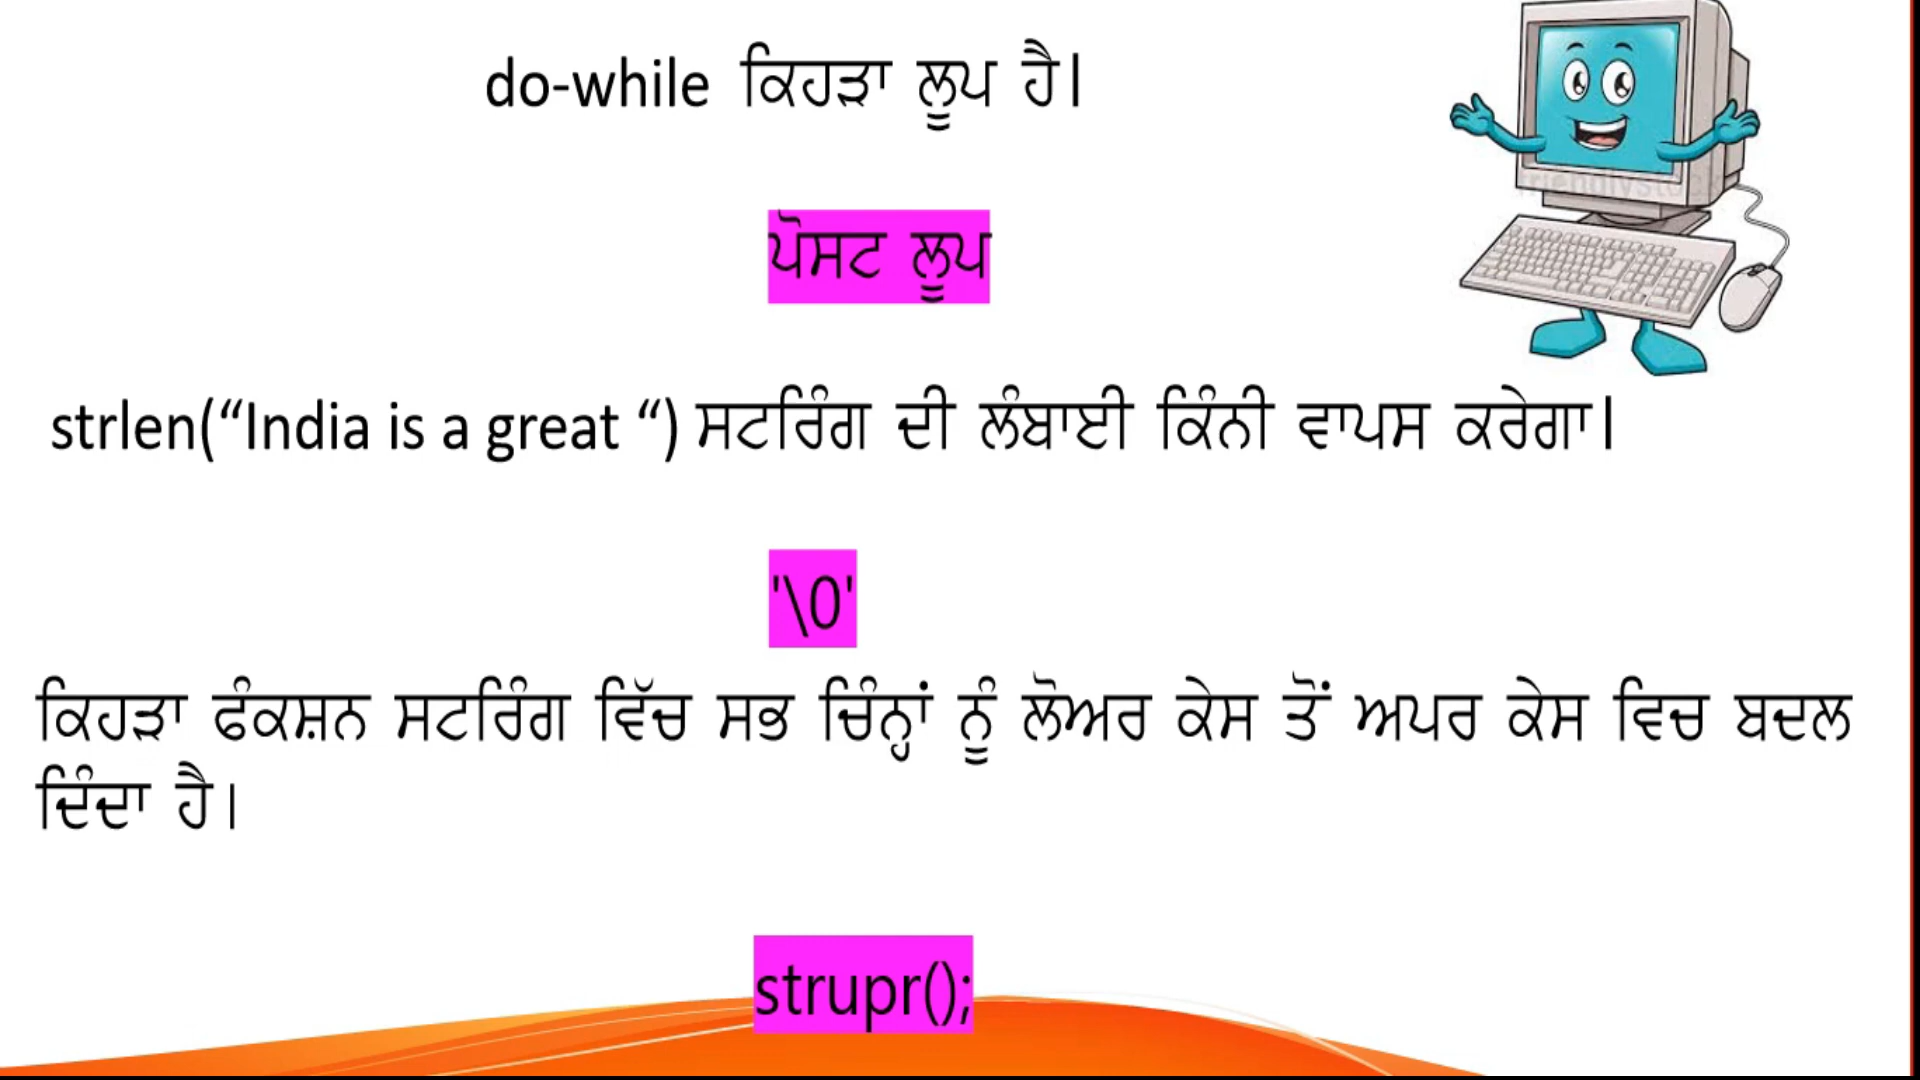 do-while ਕਿਹੜਾ ਲੂਪ ਹੈ।
ਪੋਸਟ ਲੂਪ
strlen(“India is a great “) ਸਟਰਿੰਗ ਦੀ ਲੰਬਾਈ ਕਿੰਨੀ ਵਾਪਸ ਕਰੇਗਾ।
'\0'
ਕਿਹੜਾ ਫੰਕਸ਼ਨ ਸਟਰਿੰਗ ਵਿੱਚ ਸਭ ਚਿੰਨ੍ਹਾਂ ਨੂੰ ਲੋਅਰ ਕੇਸ ਤੋਂ ਅਪਰ ਕੇਸ ਵਿਚ ਬਦਲ
ਦਿੰਦਾ ਹੈ।
strupr();